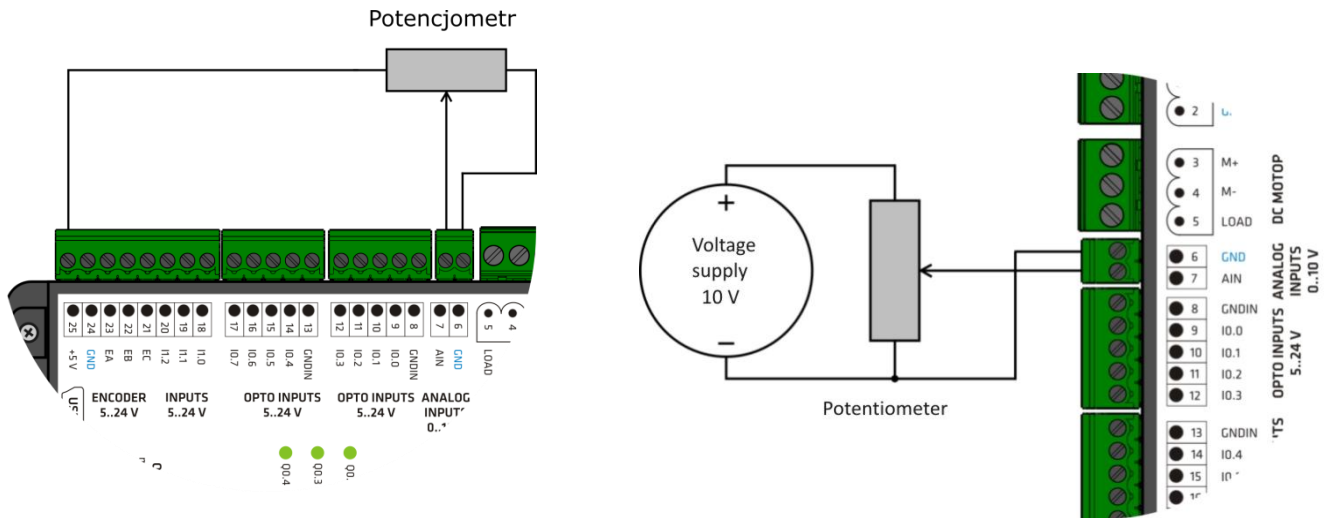 Potencjometr
25 24 23 22 21 20 19 18 17 16 15 14 13 12 11 10 9 8 7 6 5 4
+5 V GND EA EB EC I1.2 I1.1 I1.0 I0.7 I0.6 I0.5 I0.4 GNDIN I0.3 I0.2 I0.1 I0.0 GNDIN AIN GND LOAD
ENCODER
5..24 V
INPUTS
5..24 V
OPTO INPUTS
5..24 V
OPTO INPUTS
5..24 V
ANALOG
Q0.4 Q0.3
+
Voltage
supply
10 V
−
Potentiometer
2
3 M+
4 M-
5 LOAD
DC MOTOP
6 GND
7 AIN
ANALOG
INPUTS
0..10 V
8 GNDIN
9 I0.0
10 I0.1
11 I0.2
12 I0.3
OPTO INPUTS
5..24 V
13 GNDIN
14 I0.4
15